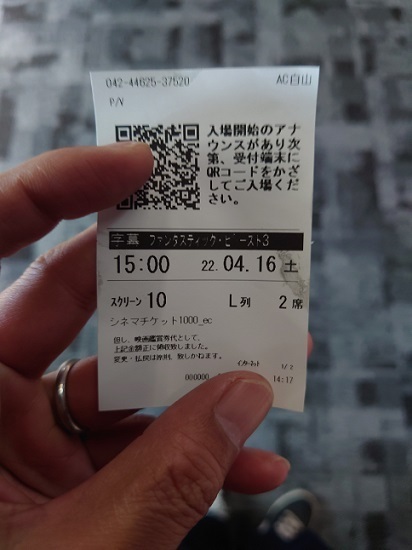 042-44625-37520 AC白山
P/N
入場開始のアナ
ウンスがあり次
第、受付端末に
QRコードをかざ
してご入場くだ
さい。
字幕 ファンタスティック・ビースト3
15:00 22.04.16 土
スクリーン 10 L列 2席
シネマチケット1000_ec
但し、映画鑑賞券代として、
上記金額正に領収致しました。
変更・払戻は原則、致しかねます。
インターネット 1/2
000000 14:17